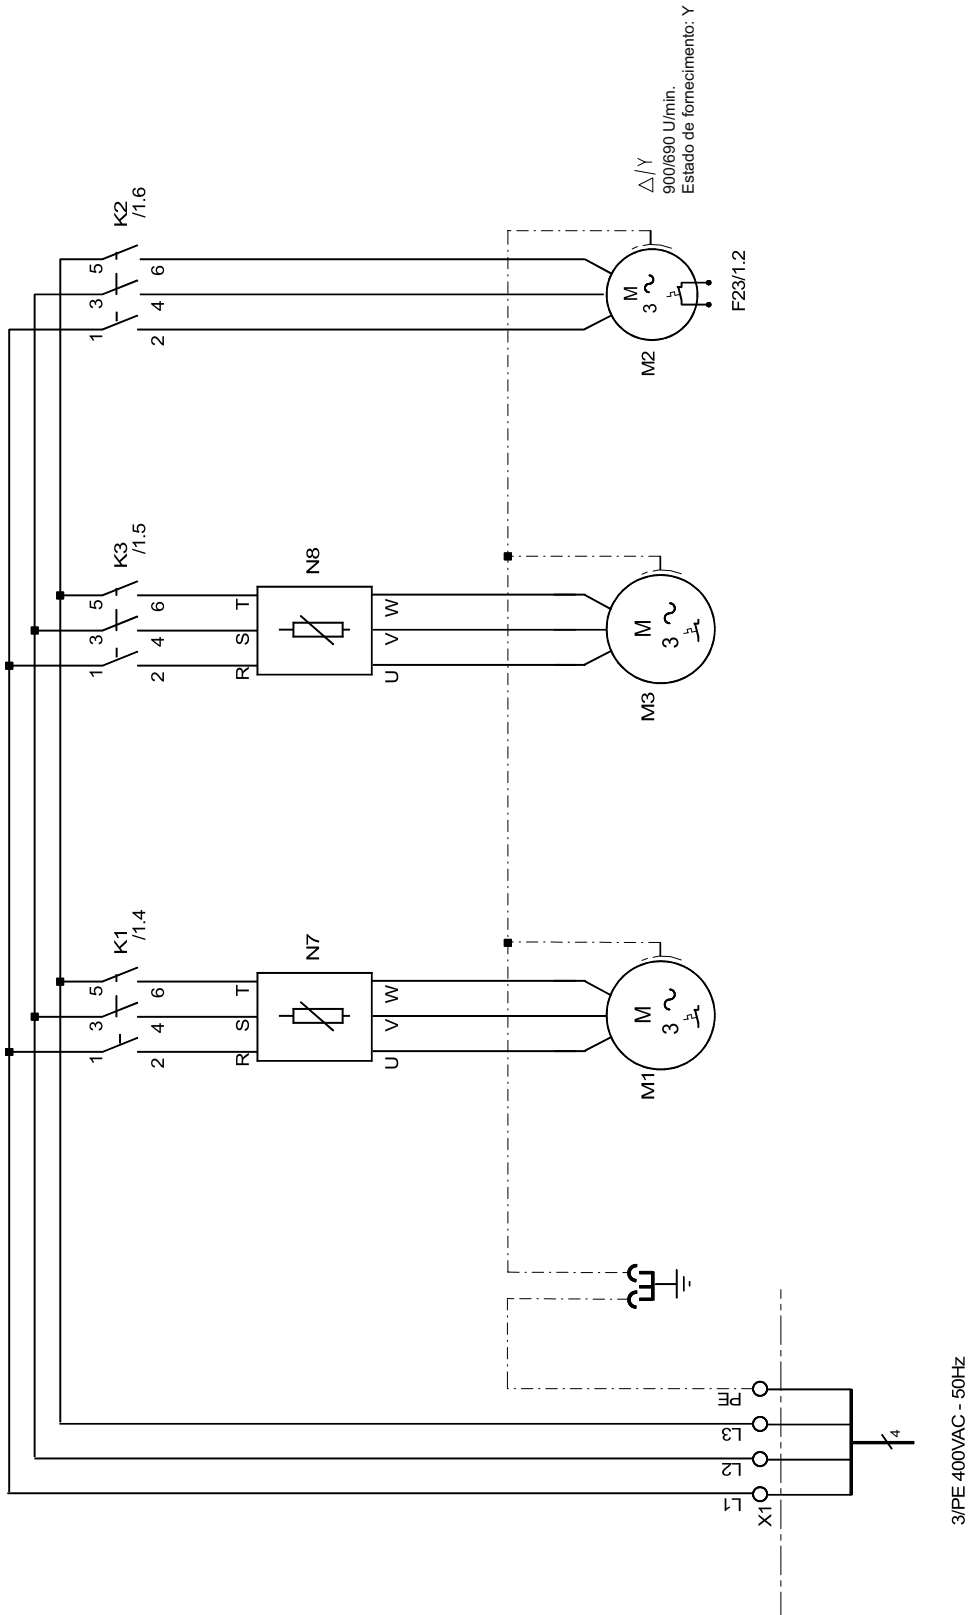 △/Y
900/690 U/min.
Estado de fornecimento: Y
K2
/1.6
1 3 5
2 4 6
M
3
M2
F23/1.2
K3
/1.5
1 3 5
2 4 6
R S T
N8
U V W
M
3
M3
K1
/1.4
1 3 5
2 4 6
R S T
N7
U V W
M
3
M1
L1 L2 L3 PE
X1
4
3/PE 400VAC - 50Hz